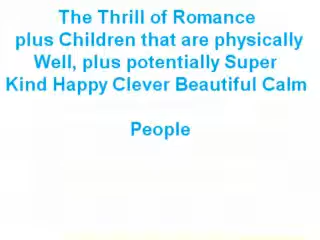 The Thrill of Romance
plus Children that are physically
Well, plus potentially Super
Kind Happy Clever Beautiful Calm
People